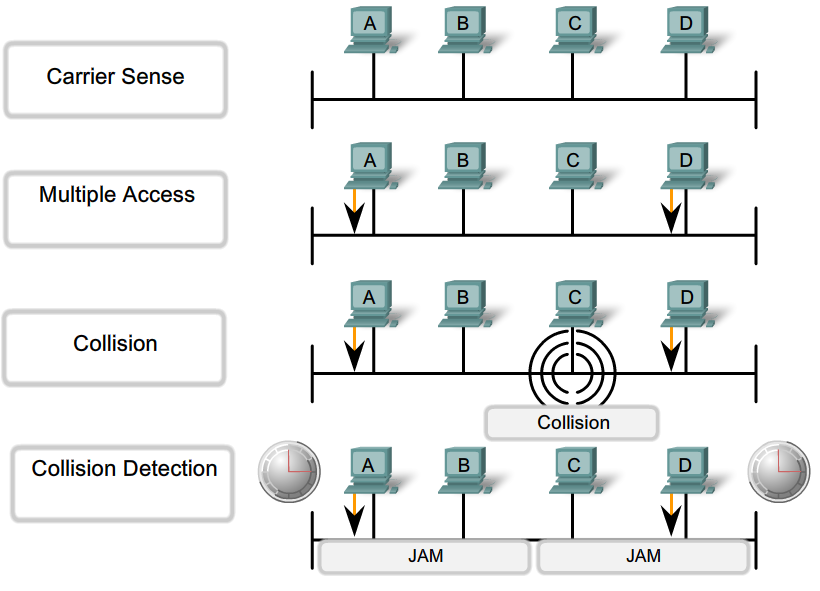 A B C D
Carrier Sense
A B C D
Multiple Access
A B C D
Collision
Collision
A B C D
Collision Detection
JAM JAM